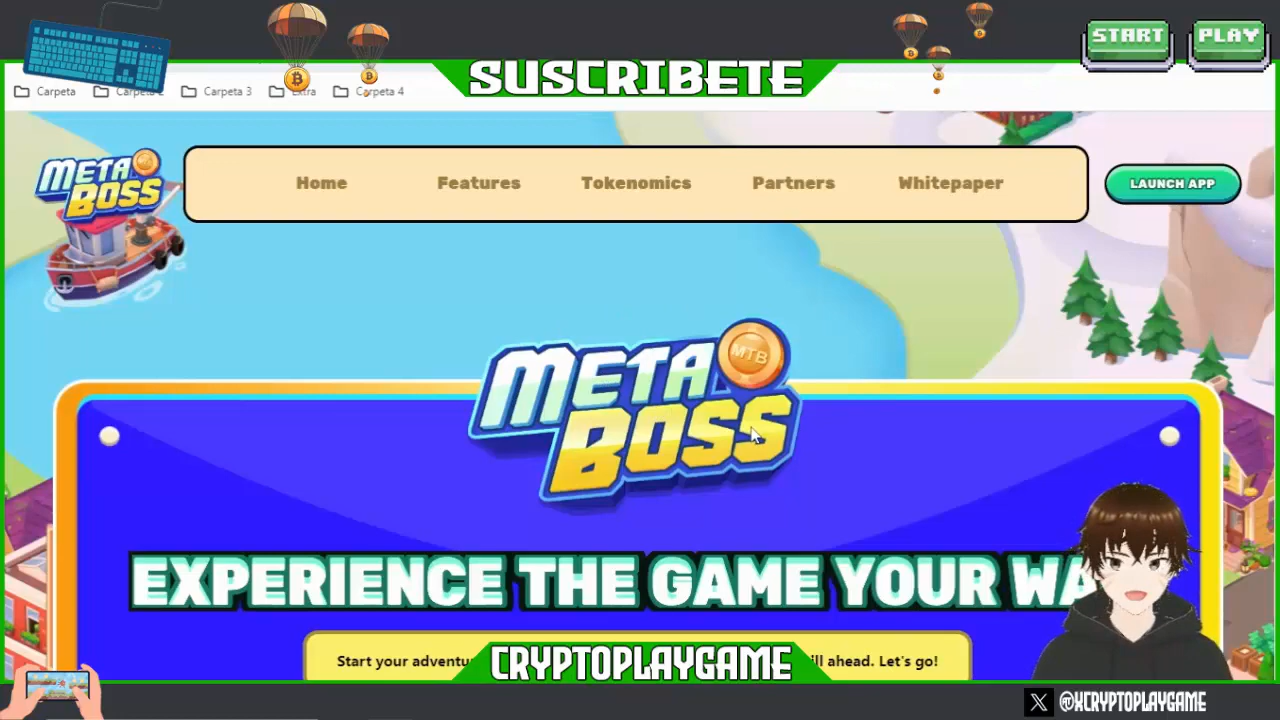 START PLAY
SUSCRIBETE
Carpeta
Carpeta 3 Extra Carpeta 4
META BOSS
Home Features Tokenomics Partners Whitepaper
LAUNCH APP
META
BOSS
MTB
EXPERIENCE THE GAME YOUR WA
Start your adventu ll ahead. Let's go!
CRYPTOPLAYGAME
X @XCRYPTOPLAYGAME